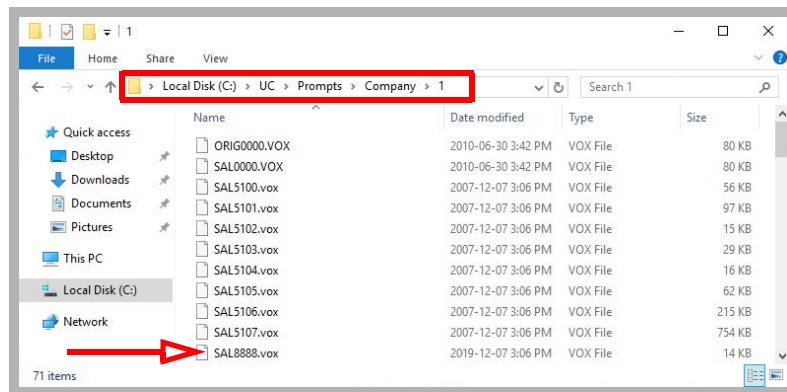 1
File Home Share View
Local Disk (C:) > UC > Prompts > Company > 1
Search 1
Name Date modified Type Size
Quick access
Desktop
Downloads
Documents
Pictures
This PC
Local Disk (C:)
Network
ORIG0000.VOX 2010-06-30 3:42 PM VOX File 80 KB
SAL0000.VOX 2010-06-30 3:42 PM VOX File 80 KB
SAL5100.vox 2007-12-07 3:06 PM VOX File 56 KB
SAL5101.vox 2007-12-07 3:06 PM VOX File 97 KB
SAL5102.vox 2007-12-07 3:06 PM VOX File 15 KB
SAL5103.vox 2007-12-07 3:06 PM VOX File 29 KB
SAL5104.vox 2007-12-07 3:06 PM VOX File 16 KB
SAL5105.vox 2007-12-07 3:06 PM VOX File 62 KB
SAL5106.vox 2007-12-07 3:06 PM VOX File 215 KB
SAL5107.vox 2007-12-07 3:06 PM VOX File 754 KB
SAL8888.vox 2019-12-07 3:06 PM VOX File 14 KB
71 items